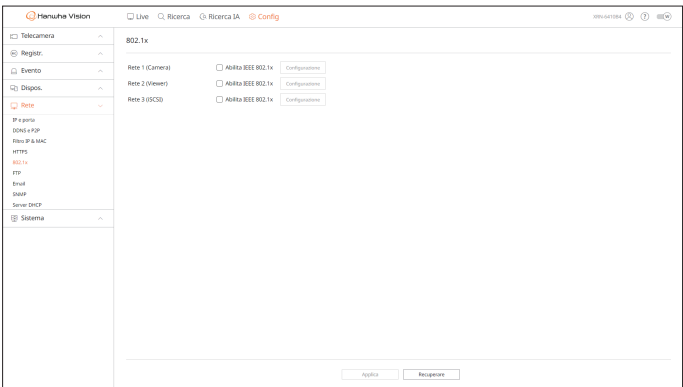 Hanwha Vision
Live Ricerca Ricerca IA Config
XRN-6410B4
Telecamera
802.1x
Registr.
Evento
Dispos.
Rete
IP e porta
DDNS e P2P
Filtro IP & MAC
HTTPS
802.1x
FTP
Email
SNMP
Server DHCP
Sistema
Rete 1 (Camera) Abilita IEEE 802.1x Configurazione
Rete 2 (Viewer) Abilita IEEE 802.1x Configurazione
Rete 3 (iSCSI) Abilita IEEE 802.1x Configurazione
Applica Recuperare